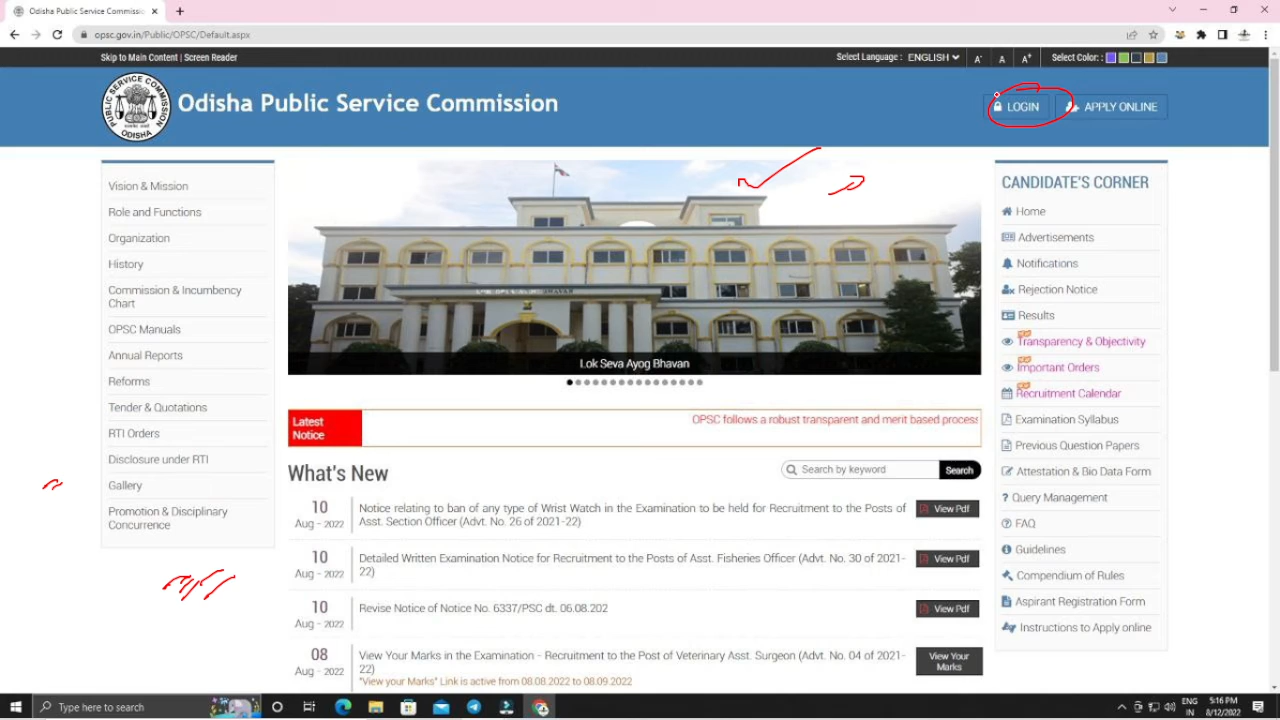 Odisha Public Service Commissio
opsc.gov.in/Public/OPSC/Default.aspx
Skip to Main Content | Screen Reader
Select Language : ENGLISH
A-
A
A+
Select Color :
PUBLIC SERVICE COMMISSION
ODISHA
Odisha Public Service Commission
LOGIN
APPLY ONLINE
Vision & Mission
Role and Functions
Organization
History
Commission & Incumbency
Chart
OPSC Manuals
Annual Reports
Reforms
Tender & Quotations
RTI Orders
Disclosure under RTI
Gallery
Promotion & Disciplinary
Concurrence
Lok Seva Ayog Bhavan
Latest
Notice
OPSC follows a robust transparent and merit based process
What's New
Search by keyword
Search
10
Aug - 2022
Notice relating to ban of any type of Wrist Watch in the Examination to be held for Recruitment to the Posts of
Asst. Section Officer (Advt. No. 26 of 2021-22)
View Pdf
10
Aug - 2022
Detailed Written Examination Notice for Recruitment to the Posts of Asst. Fisheries Officer (Advt. No. 30 of 2021-
22)
View Pdf
10
Aug - 2022
Revise Notice of Notice No. 6337/PSC dt. 06.08.202
View Pdf
08
Aug - 2022
View Your Marks in the Examination - Recruitment to the Post of Veterinary Asst. Surgeon (Advt. No. 04 of 2021-
22)
"View your Marks" Link is active from 08.08.2022 to 08.09.2022
View Your
Marks
CANDIDATE'S CORNER
Home
Advertisements
Notifications
Rejection Notice
Results
Transparency & Objectivity
Important Orders
Recruitment Calendar
Examination Syllabus
Previous Question Papers
Attestation & Bio Data Form
? Query Management
FAQ
Guidelines
Compendium of Rules
Aspirant Registration Form
Instructions to Apply online
Type here to search
ENG
IN
5:16 PM
8/12/2022